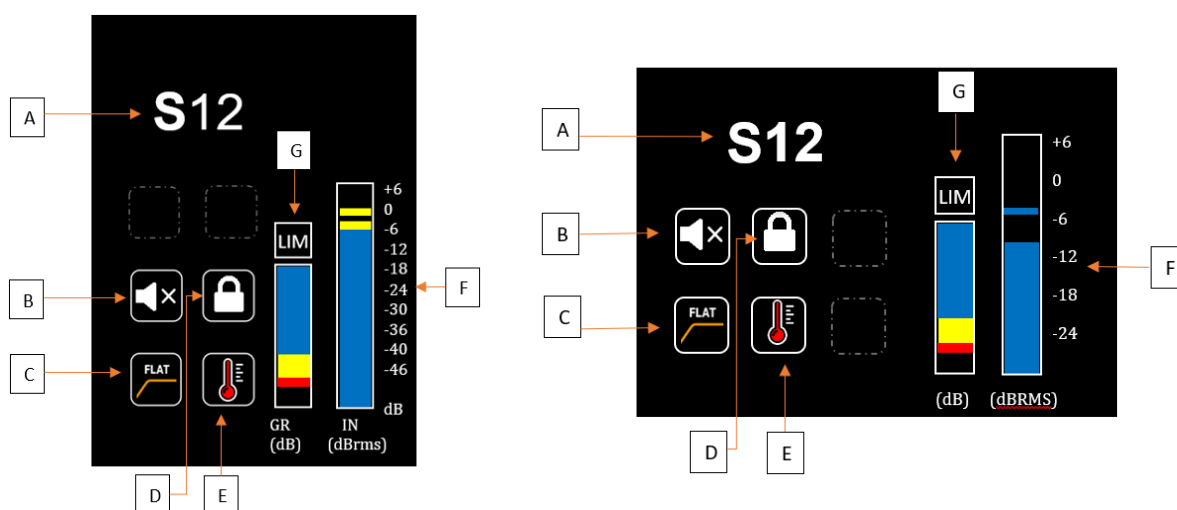 A
S12
G
LIM
+6
0
-6
-12
-18
-24
-30
-36
-40
-46
dB
F
B
D
C
FLAT
GR
(dB)
IN
(dBrms)
D
E
A
S12
G
LIM
+6
0
-6
-12
-18
-24
F
B
C
FLAT
(dB)
(dBRMS)
D
E